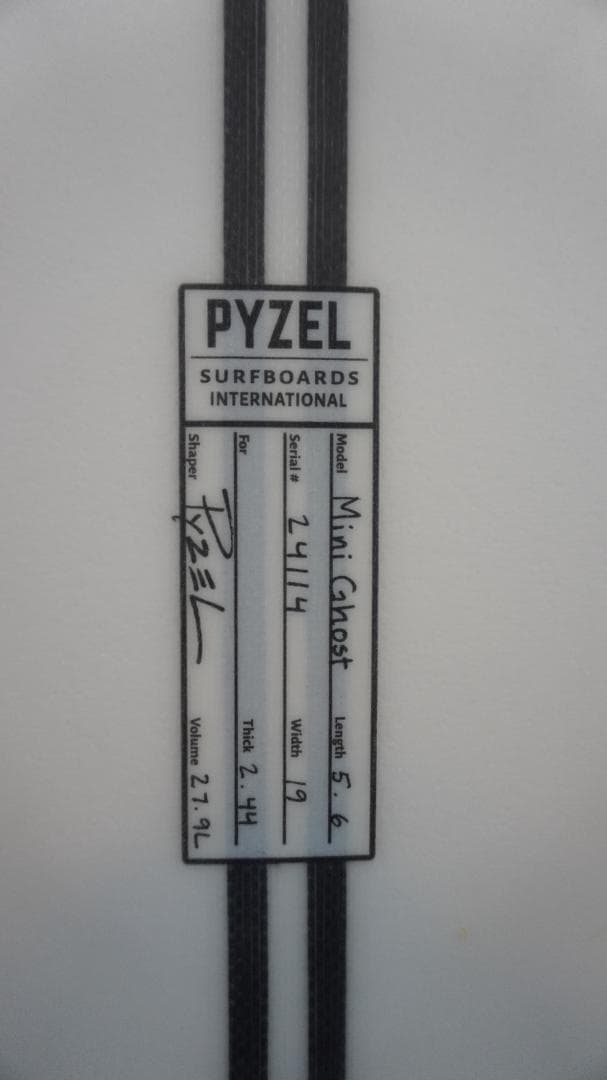 PYZEL
SURFBOARDS
INTERNATIONAL
Model Mini Ghost Length 5.6
Serial # 24114 Width 19
For Thick 2.44
Shaper PYZEL Volume 27.9L